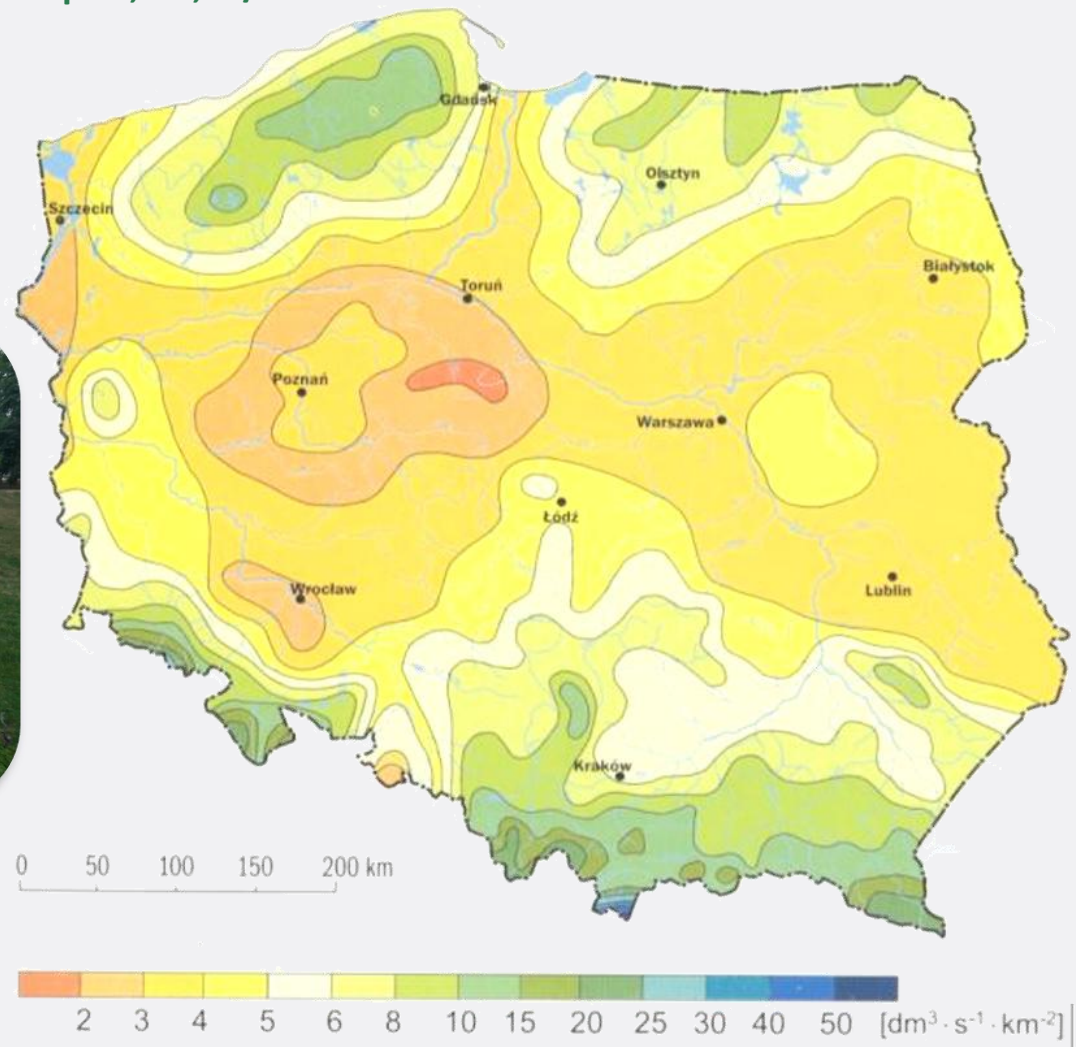 Gdańsk
Olsztyn
Szczecin
Białystok
Toruń
Poznań
Warszawa
Łódź
Wrocław
Lublin
Kraków
0 50 100 150 200 km
2 3 4 5 6 8 10 15 20 25 30 40 50 [dm³·s⁻¹·km⁻²]